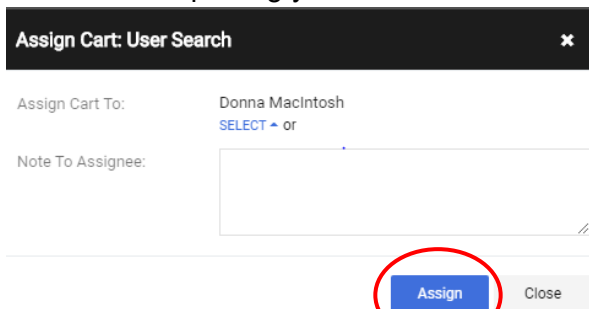 Assign Cart: User Search ×
Assign Cart To: Donna MacIntosh
SELECT ▲ or
Note To Assignee:
Assign Close